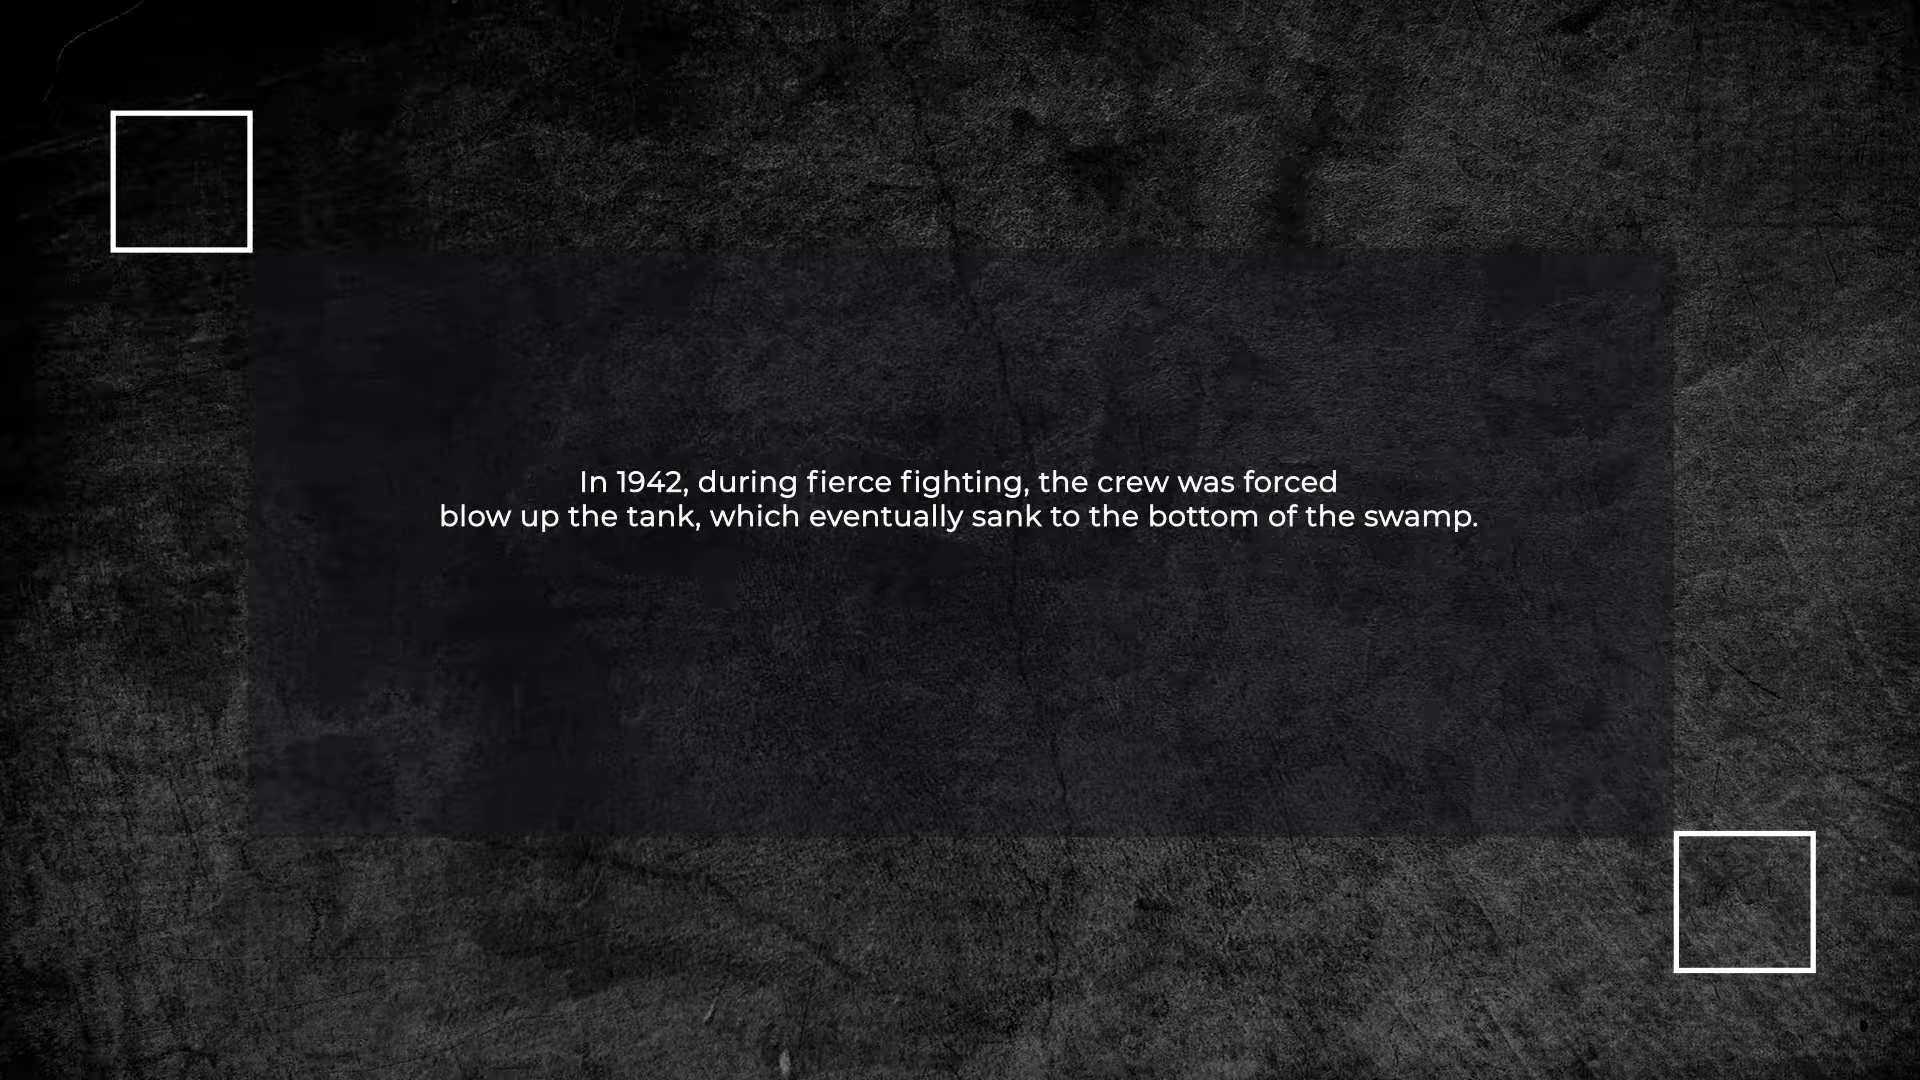 In 1942, during fierce fighting, the crew was forced
blow up the tank, which eventually sank to the bottom of the swamp.